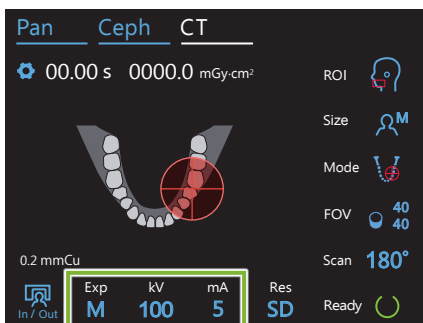 Pan Ceph CT
00.00 s 0000.0 mGy·cm²
ROI
Size M
Mode
FOV 40 40
0.2 mmCu
Scan 180°
In / Out
Exp kV mA Res
M 100 5 SD
Ready